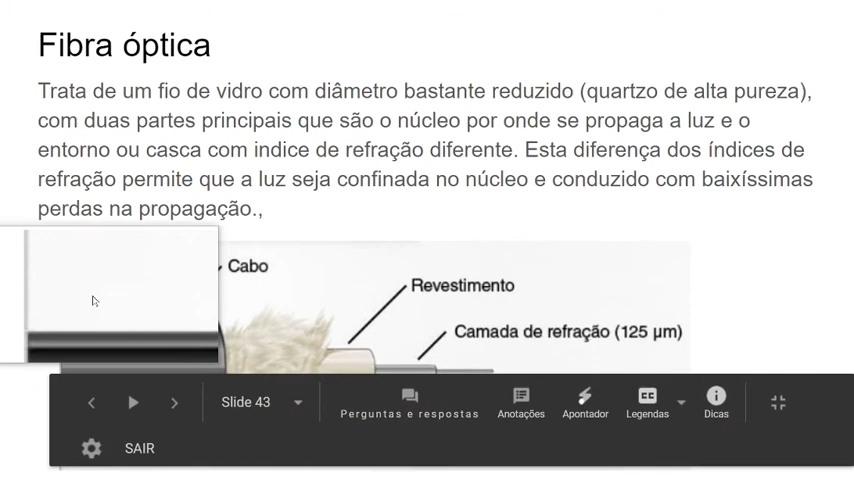 Fibra óptica
Trata de um fio de vidro com diâmetro bastante reduzido (quartzo de alta pureza),
com duas partes principais que são o núcleo por onde se propaga a luz e o
entorno ou casca com indice de refração diferente. Esta diferença dos índices de
refração permite que a luz seja confinada no núcleo e conduzido com baixíssimas
perdas na propagação.,
Cabo
Revestimento
Camada de refração (125 µm)
Slide 43
Perguntas e respostas
Anotações
Apontador
CC
Legendas
Dicas
SAIR